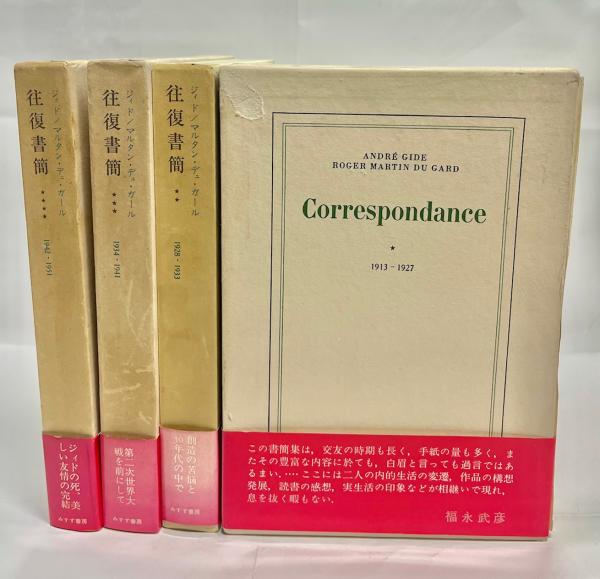 ジィド／マルタン・デュ・ガール
往復書簡
****
1942-1951
ジィドの死、美
しい友情の完結
みすず書房
ジィド／マルタン・デュ・ガール
往復書簡
***
1934-1941
第二次世界大
戦を前にして
みすず書房
ジィド／マルタン・デュ・ガール
往復書簡
**
1928-1933
創造の苦悩と
30年代の中で
みすず書房
ANDRÉ GIDE
ROGER MARTIN DU GARD
Correspondance
*
1913-1927
この書簡集は，交友の時期も長く，手紙の量も多く，ま
たその豊富な内容に於ても，白眉と言っても過言ではあ
るまい.……ここには二人の内的生活の変遷，作品の構想
発展，読書の感想，実生活の印象などが相継いで現れ，
息を抜く暇もない.
福永武彦